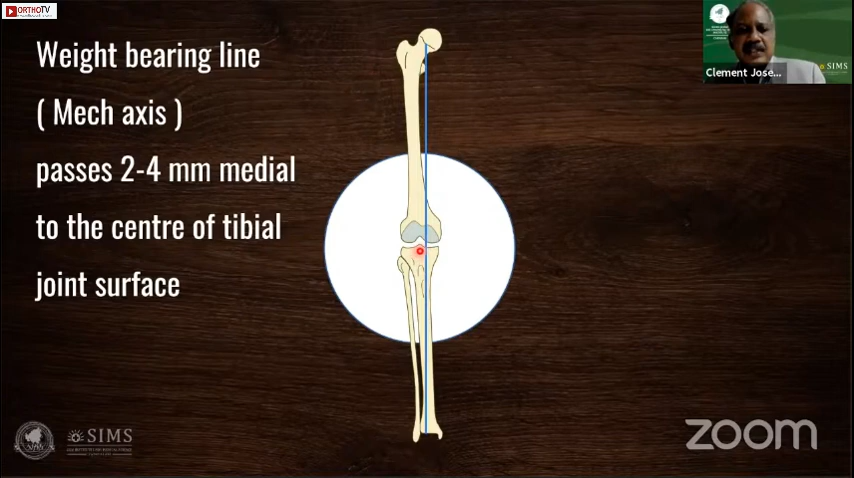 ORTHOTV
Weight bearing line
( Mech axis )
passes 2-4 mm medial
to the centre of tibial
joint surface
Clement Jose...
SIMS
SIMS
zoom